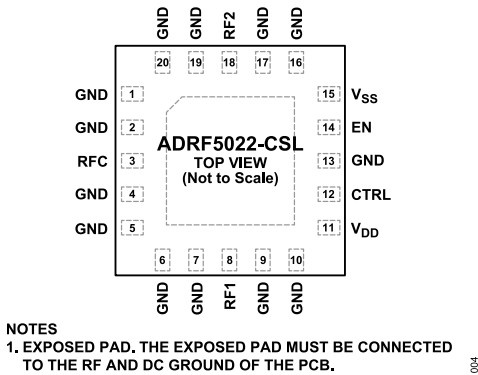 GND GND RF2 GND GND
20 19 18 17 16
GND 1 15 VSS
GND 2 14 EN
ADRF5022-CSL
RFC 3 TOP VIEW 13 GND
(Not to Scale)
GND 4 12 CTRL
GND 5 11 VDD
6 7 8 9 10
GND GND RF1 GND GND
NOTES
1. EXPOSED PAD. THE EXPOSED PAD MUST BE CONNECTED
TO THE RF AND DC GROUND OF THE PCB.
004